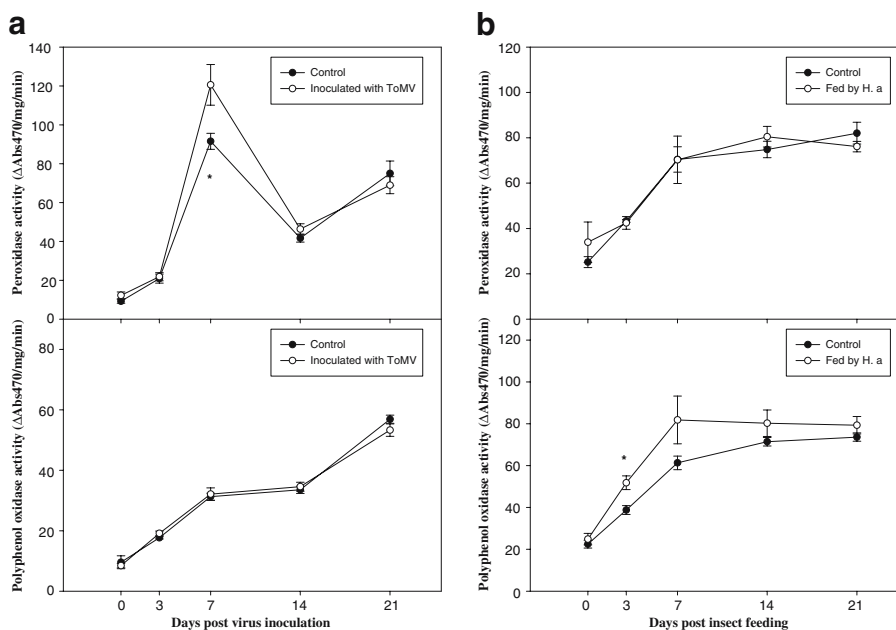 a
Peroxidase activity (ΔAbs470/mg/min)
140
120
100
80
60
40
20
0
Control
Inoculated with ToMV
*
Polyphenol oxidase activity (ΔAbs470/mg/min)
80
60
40
20
0
Control
Inoculated with ToMV
0 3 7 14 21
Days post virus inoculation
b
Peroxidase activity (ΔAbs470/mg/min)
120
100
80
60
40
20
0
Control
Fed by H. a
Polyphenol oxidase activity (ΔAbs470/mg/min)
120
100
80
60
40
20
0
Control
Fed by H. a
*
0 3 7 14 21
Days post insect feeding